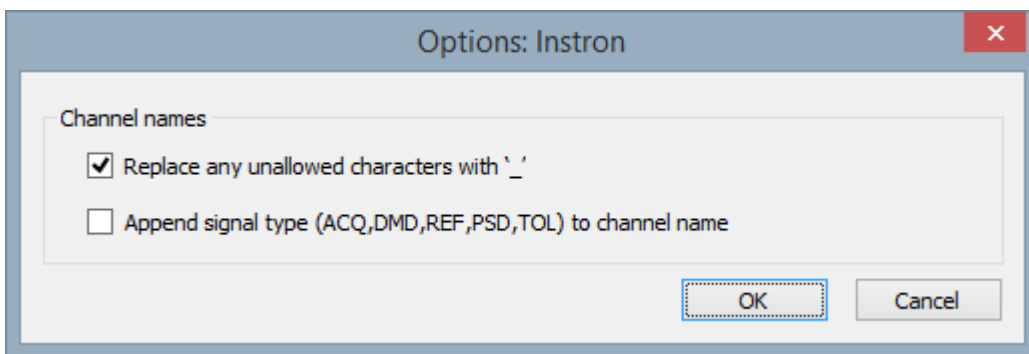 Options: Instron
Channel names
Replace any unallowed characters with ‘_’
Append signal type (ACQ,DMD,REF,PSD,TOL) to channel name
OK Cancel